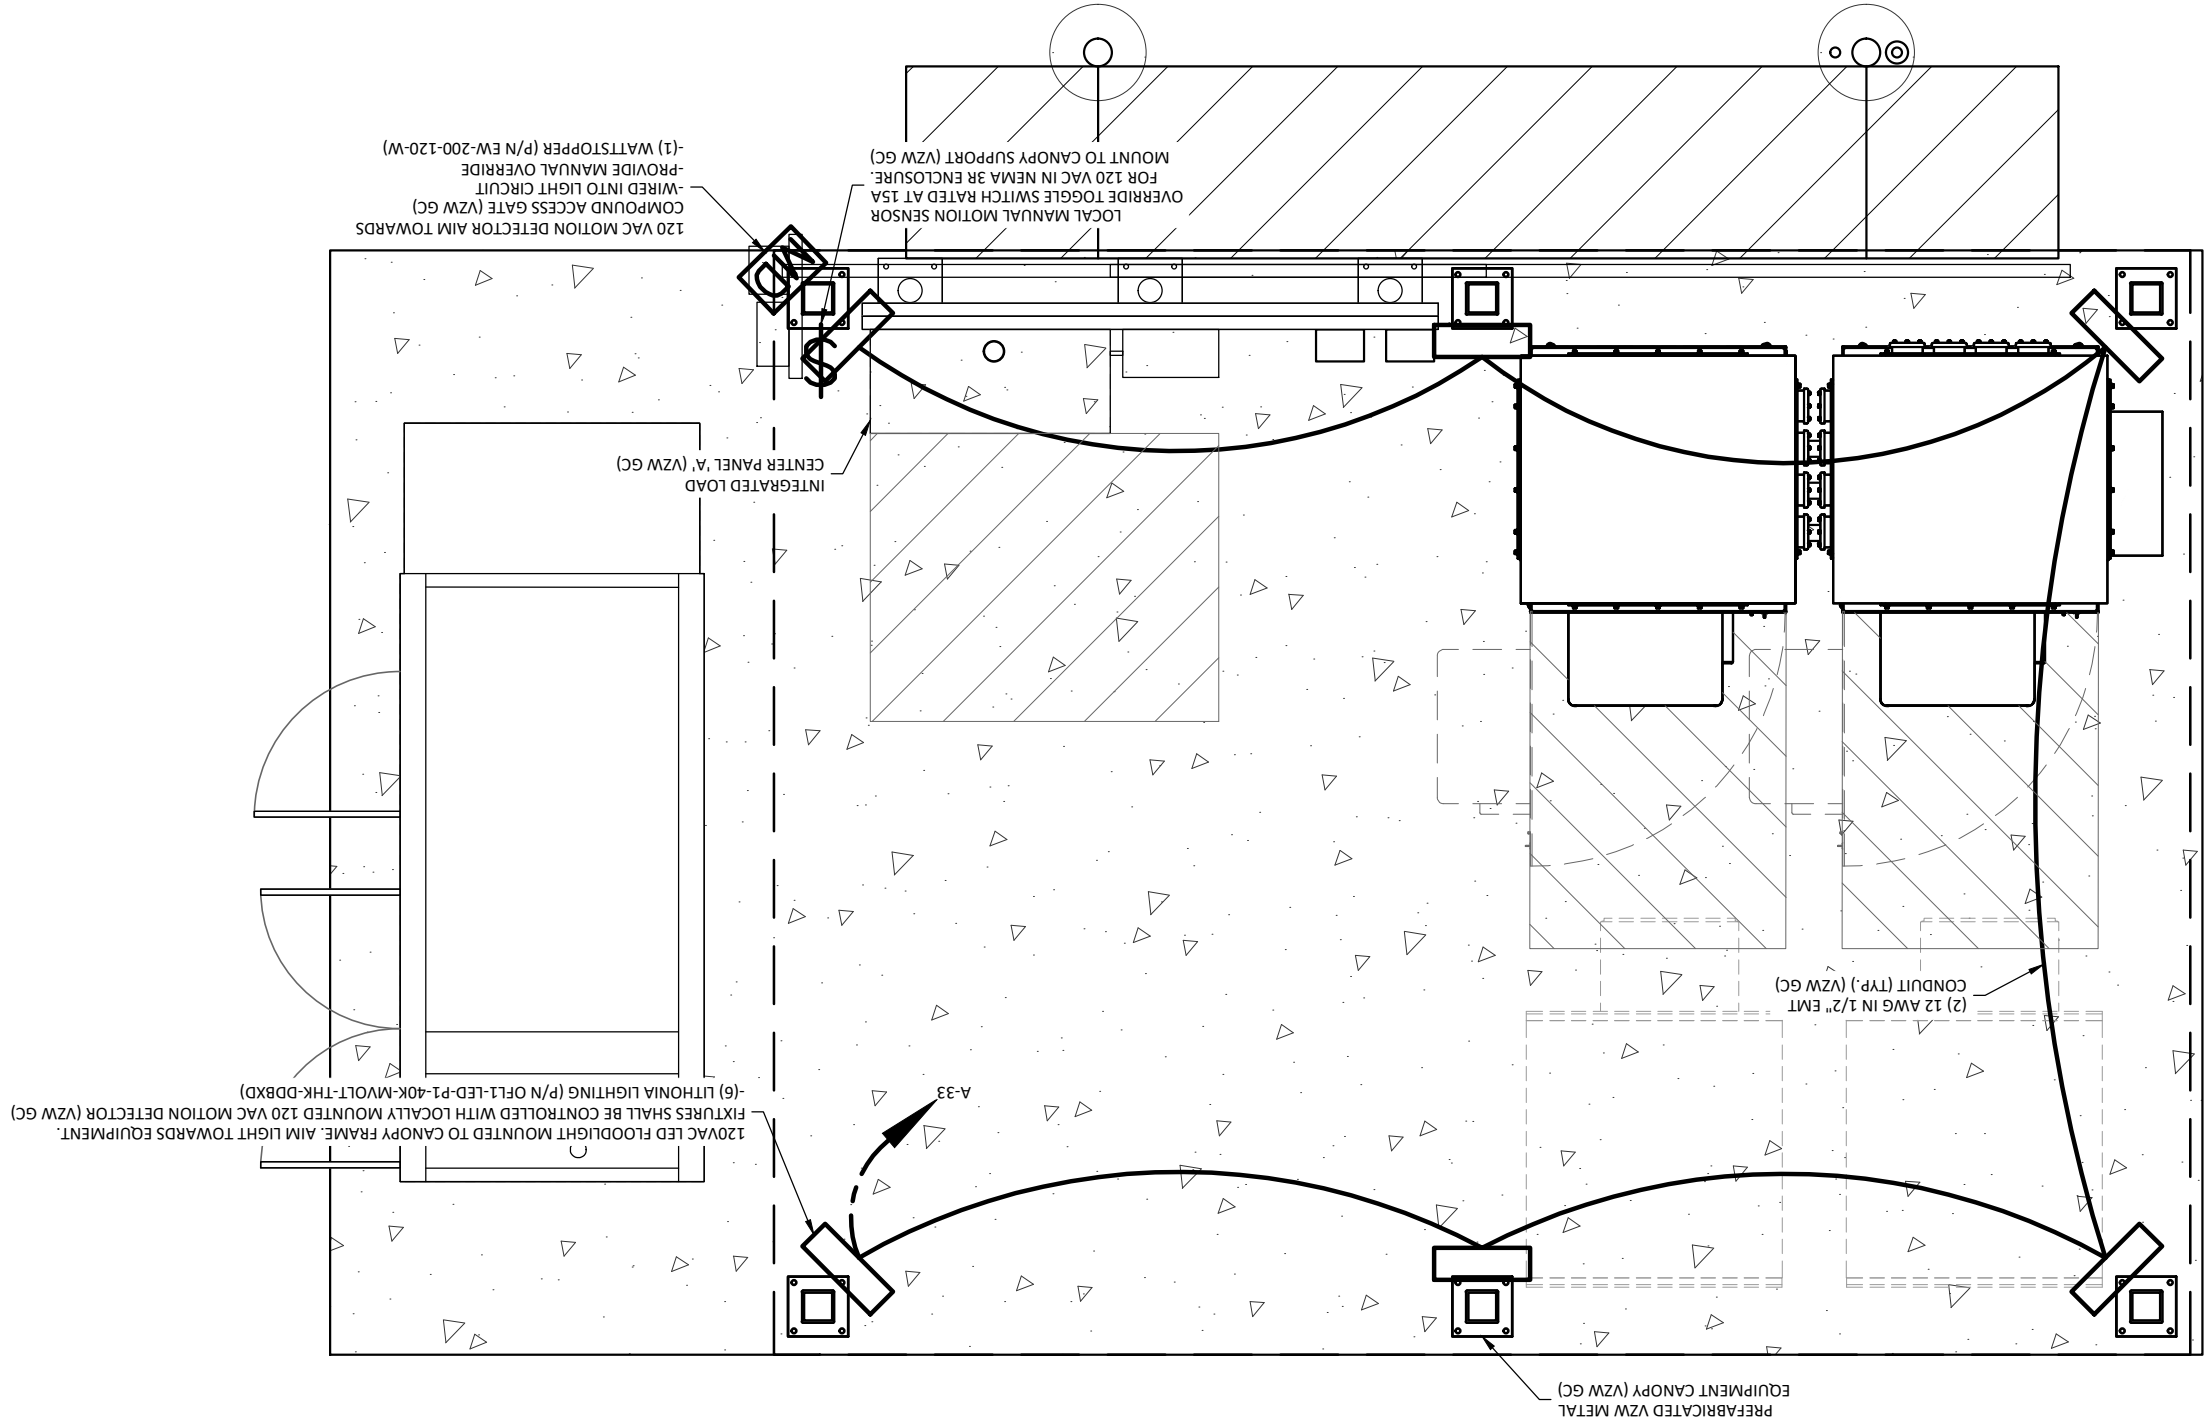 PREFABRICATED VZW METAL
EQUIPMENT CANOPY (VZW GC)
120VAC LED FLOODLIGHT MOUNTED TO CANOPY FRAME. AIM LIGHT TOWARDS EQUIPMENT.
FIXTURES SHALL BE CONTROLLED WITH LOCALLY MOUNTED 120 VAC MOTION DETECTOR (VZW GC)
-(6) LITHONIA LIGHTING (P/N OFL1-LED-P1-40K-MVOLT-THK-DDBXD)
A-33
(2) 12 AWG IN 1/2" EMT
CONDUIT (TYP.) (VZW GC)
INTEGRATED LOAD
CENTER PANEL 'A' (VZW GC)
S
MD
120 VAC MOTION DETECTOR AIM TOWARDS
COMPOUND ACCESS GATE (VZW GC)
-WIRED INTO LIGHT CIRCUIT
-PROVIDE MANUAL OVERRIDE
-(1) WATTSTOPPER (P/N EW-200-120-W)
LOCAL MANUAL MOTION SENSOR
OVERRIDE TOGGLE SWITCH RATED AT 15A
FOR 120 VAC IN NEMA 3R ENCLOSURE.
MOUNT TO CANOPY SUPPORT (VZW GC)